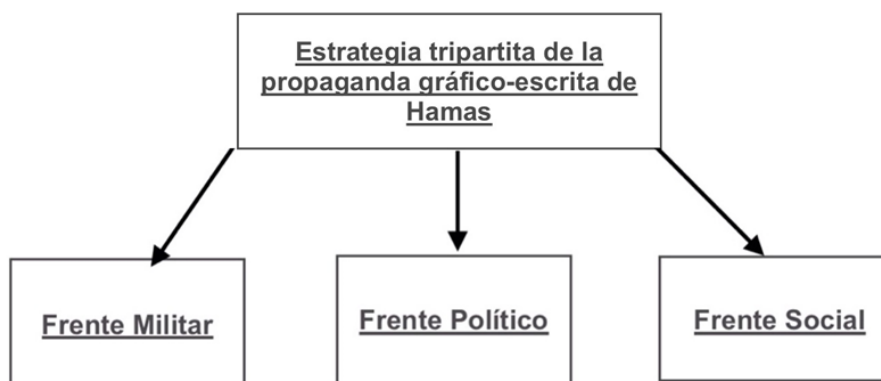 Estrategia tripartita de la
propaganda gráfico-escrita de
Hamas
Frente Militar
Frente Político
Frente Social